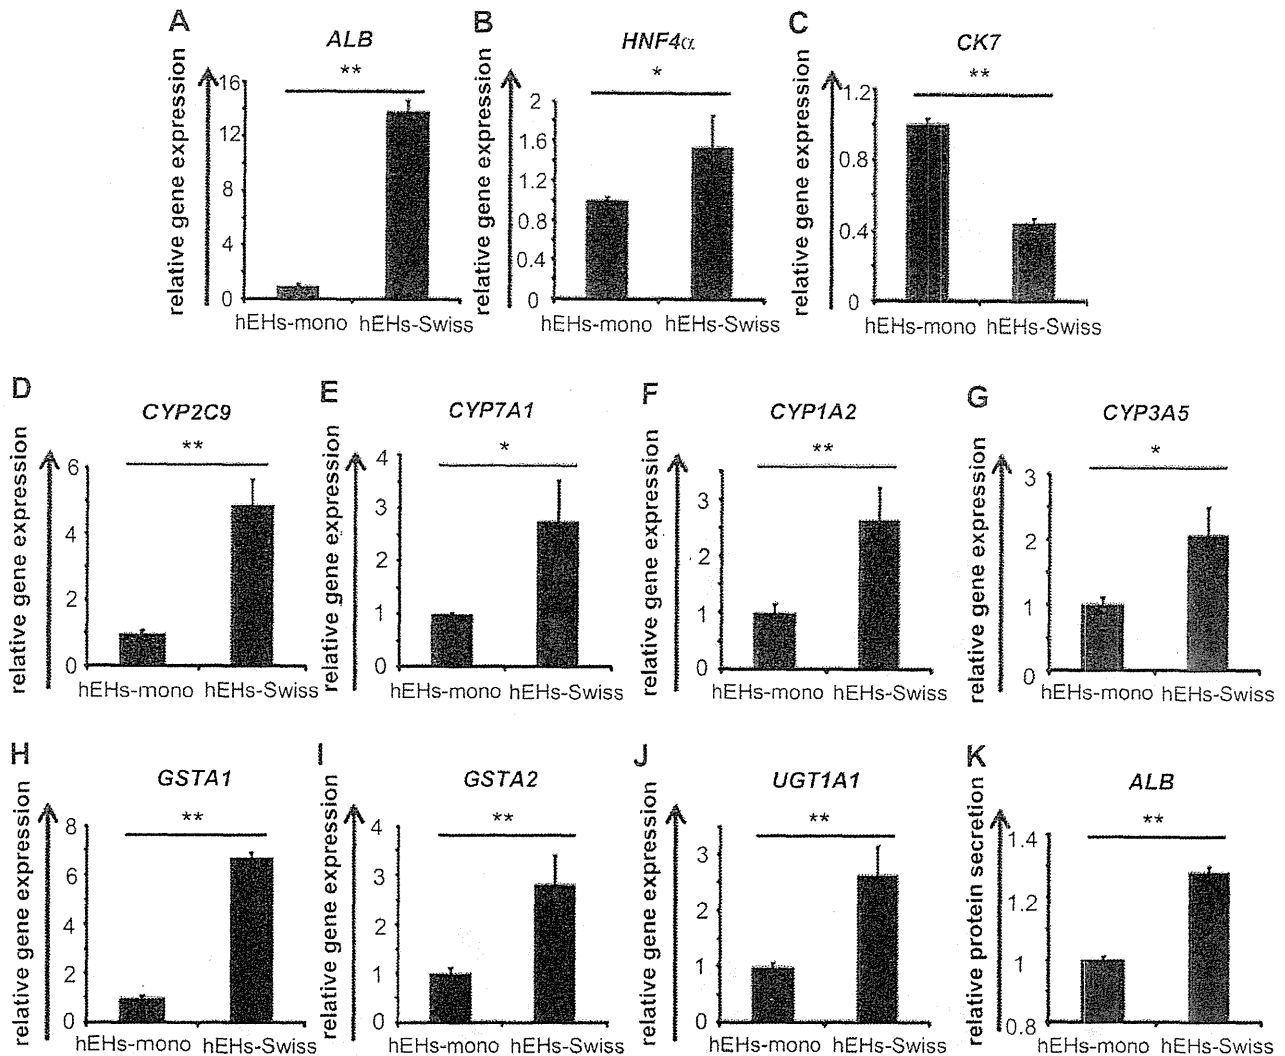 A
ALB
**
relative gene expression
16
12
8
4
0
hEHs-mono hEHs-Swiss
B
HNF4α
*
relative gene expression
2
1.6
1.2
0.8
0.4
0
hEHs-mono hEHs-Swiss
C
CK7
**
relative gene expression
1.2
0.8
0.4
0
hEHs-mono hEHs-Swiss
D
CYP2C9
**
relative gene expression
6
4
2
0
hEHs-mono hEHs-Swiss
E
CYP7A1
*
relative gene expression
4
3
2
1
0
hEHs-mono hEHs-Swiss
F
CYP1A2
**
relative gene expression
3
2
1
0
hEHs-mono hEHs-Swiss
G
CYP3A5
*
relative gene expression
3
2
1
0
hEHs-mono hEHs-Swiss
H
GSTA1
**
relative gene expression
8
6
4
2
0
hEHs-mono hEHs-Swiss
I
GSTA2
**
relative gene expression
4
3
2
1
0
hEHs-mono hEHs-Swiss
J
UGT1A1
**
relative gene expression
3
2
1
0
hEHs-mono hEHs-Swiss
K
ALB
**
relative protein secretion
1.4
1.2
1
0.8
hEHs-mono hEHs-Swiss